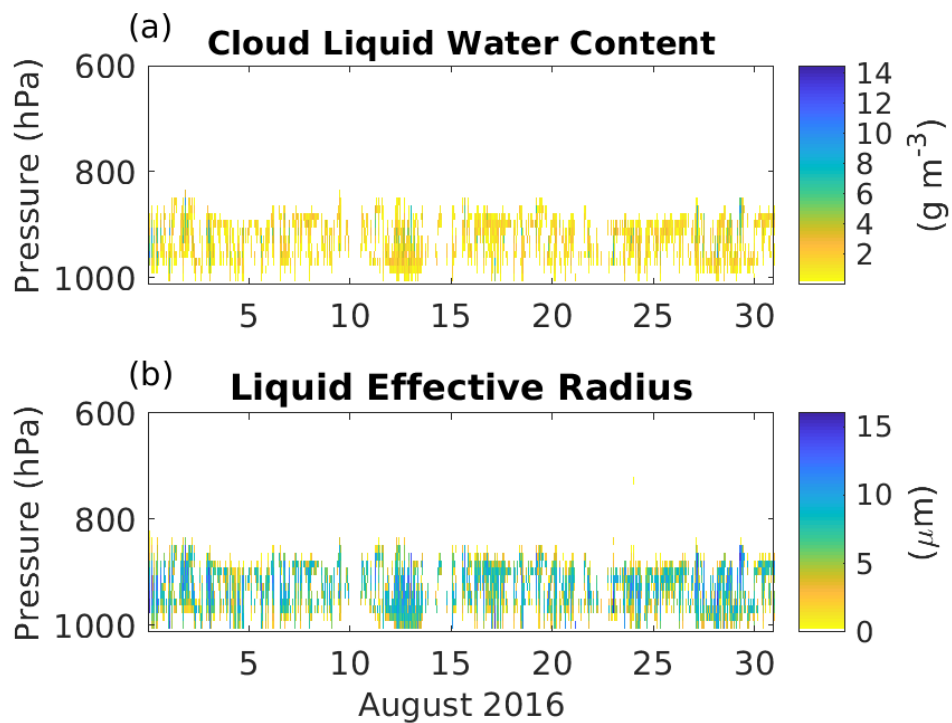 (a)
Cloud Liquid Water Content
600
800
1000
Pressure (hPa)
5 10 15 20 25 30
14
12
10
8
6
4
2
(g m⁻³)
(b)
Liquid Effective Radius
600
800
1000
Pressure (hPa)
5 10 15 20 25 30
August 2016
15
10
5
0
(μm)